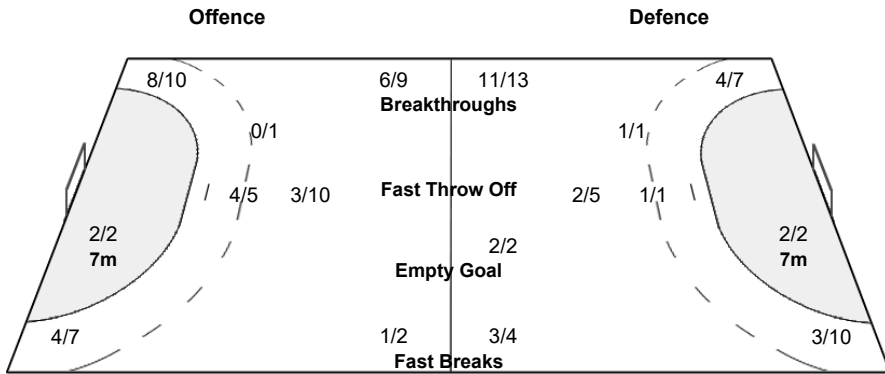 Offence Defence
8/10 6/9 11/13 4/7
Breakthroughs
0/1 1/1
4/5 3/10 Fast Throw Off 2/5 1/1
2/2 2/2
7m 7m
2/2
Empty Goal
4/7 1/2 3/4 3/10
Fast Breaks